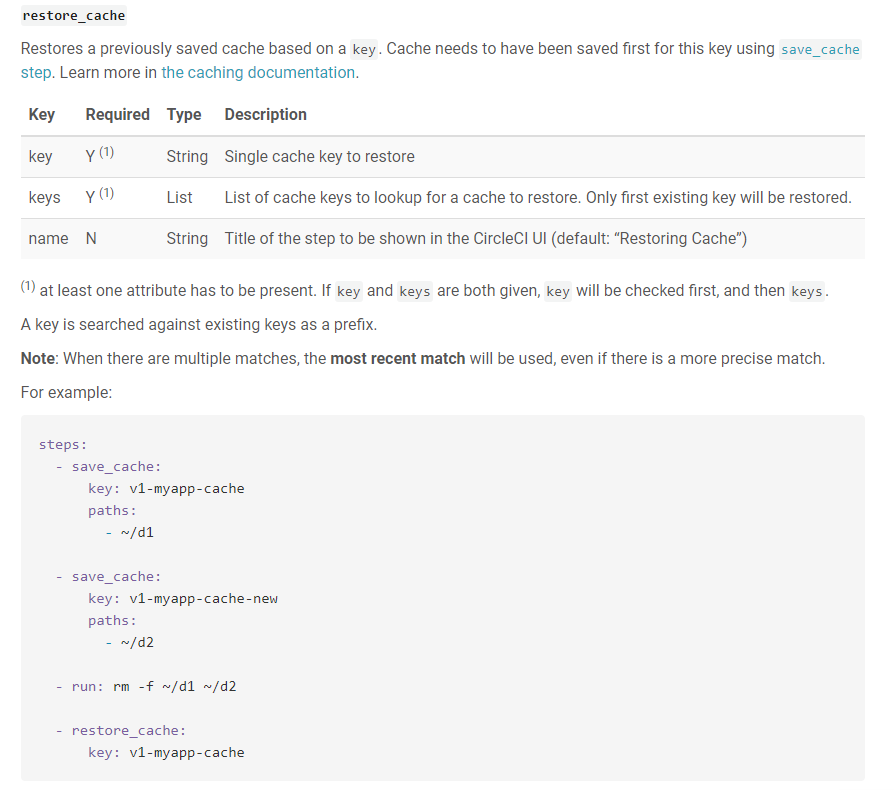 restore_cache
Restores a previously saved cache based on a key. Cache needs to have been saved first for this key using save_cache
step. Learn more in the caching documentation.
Key Required Type Description
key Y (1) String Single cache key to restore
keys Y (1) List List of cache keys to lookup for a cache to restore. Only first existing key will be restored.
name N String Title of the step to be shown in the CircleCI UI (default: “Restoring Cache”)
(1) at least one attribute has to be present. If key and keys are both given, key will be checked first, and then keys.
A key is searched against existing keys as a prefix.
Note: When there are multiple matches, the most recent match will be used, even if there is a more precise match.
For example:
steps:
  - save_cache:
      key: v1-myapp-cache
      paths:
        - ~/d1
  - save_cache:
      key: v1-myapp-cache-new
      paths:
        - ~/d2
  - run: rm -f ~/d1 ~/d2
  - restore_cache:
      key: v1-myapp-cache